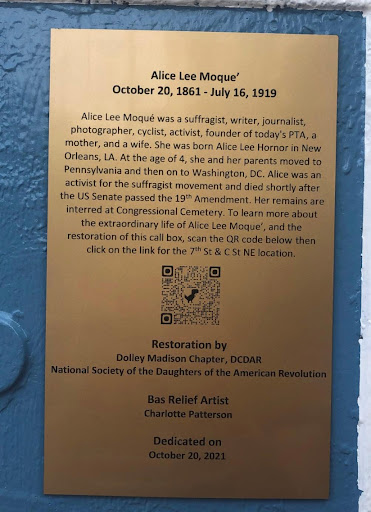 Alice Lee Moque'
October 20, 1861 - July 16, 1919
Alice Lee Moqué was a suffragist, writer, journalist,
photographer, cyclist, activist, founder of today's PTA, a
mother, and a wife. She was born Alice Lee Hornor in New
Orleans, LA. At the age of 4, she and her parents moved to
Pennsylvania and then on to Washington, DC. Alice was an
activist for the suffragist movement and died shortly after
the US Senate passed the 19th Amendment. Her remains are
interred at Congressional Cemetery. To learn more about
the extraordinary life of Alice Lee Moque', and the
restoration of this call box, scan the QR code below then
click on the link for the 7th St & C St NE location.
Restoration by
Dolley Madison Chapter, DCDAR
National Society of the Daughters of the American Revolution
Bas Relief Artist
Charlotte Patterson
Dedicated on
October 20, 2021